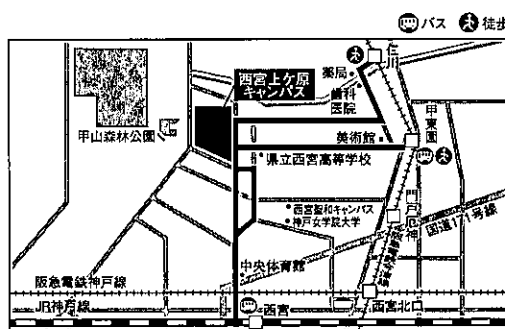 バス 徒歩
仁川
薬局
歯科
医院
西宮上ケ原
キャンパス
甲東園
甲山森林公園
美術館
県立西宮高等学校
西宮聖和キャンパス
神戸女学院大学
門戸厄神
国道171号線
中央体育館
阪急電鉄神戸線
JR神戸線
西宮
西宮北口